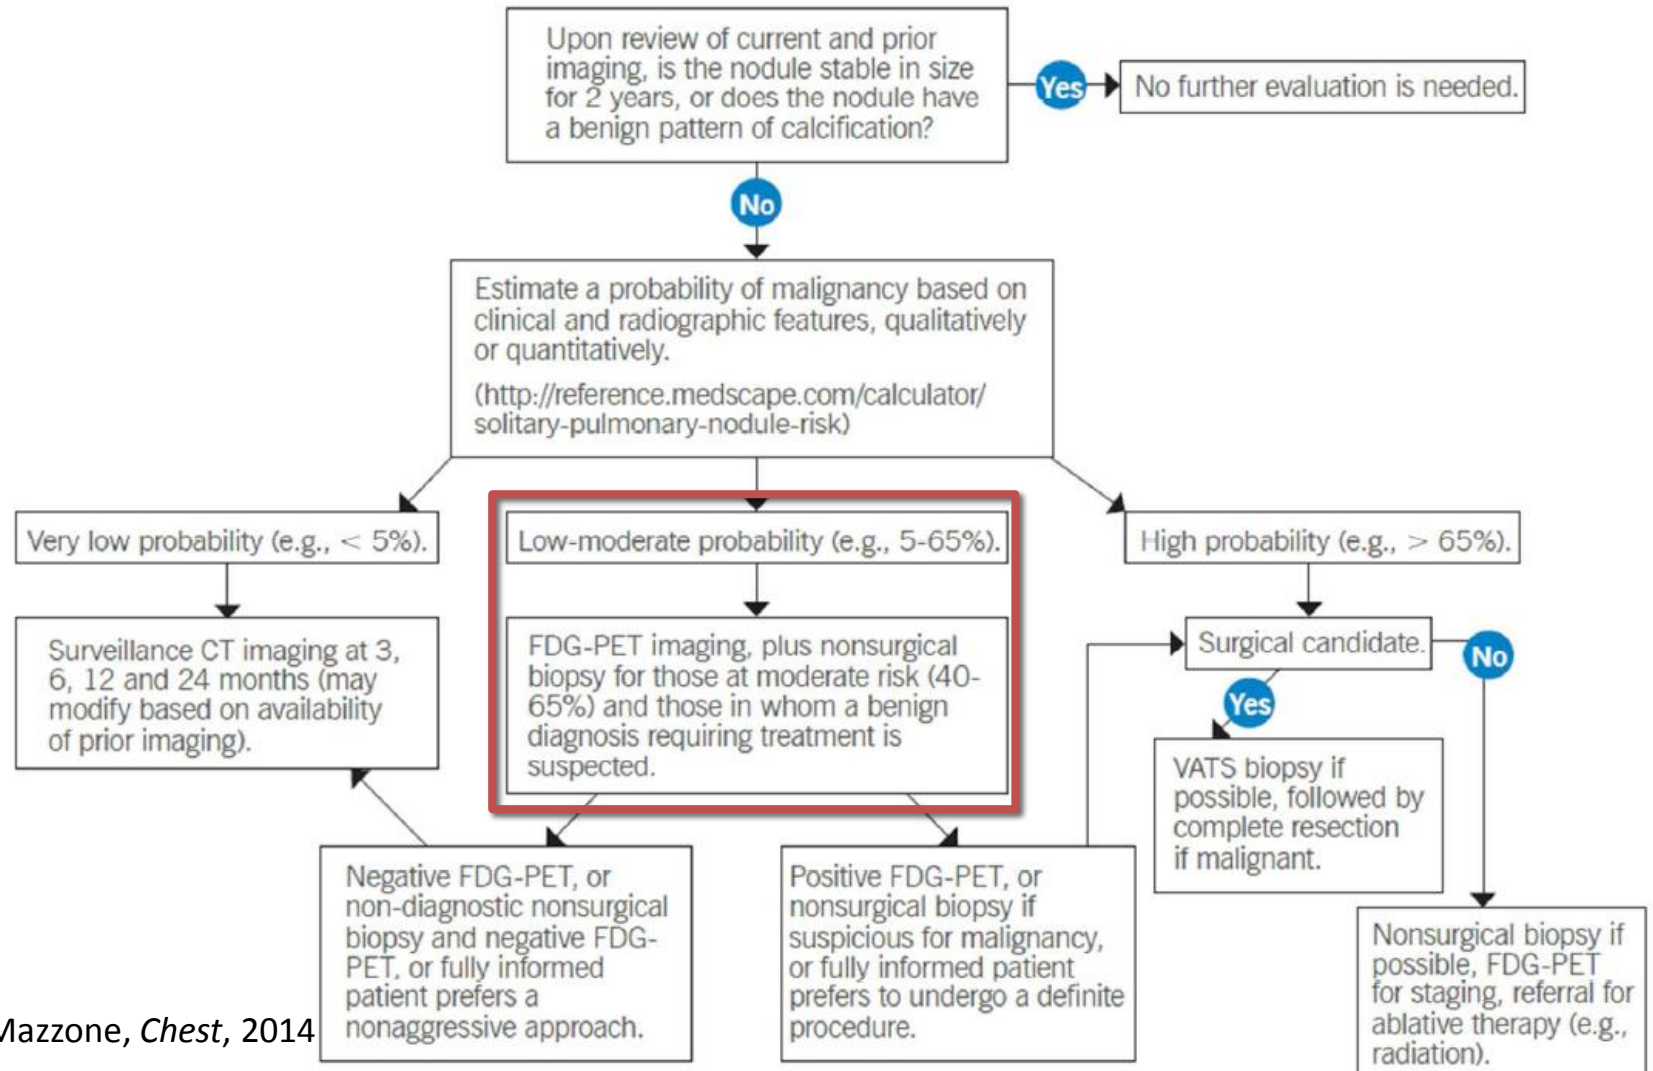 Upon review of current and prior
imaging, is the nodule stable in size
for 2 years, or does the nodule have
a benign pattern of calcification?
Yes
No further evaluation is needed.
No
Estimate a probability of malignancy based on
clinical and radiographic features, qualitatively
or quantitatively.
(http://reference.medscape.com/calculator/
solitary-pulmonary-nodule-risk)
Very low probability (e.g., < 5%).
Low-moderate probability (e.g., 5-65%).
High probability (e.g., > 65%).
Surveillance CT imaging at 3,
6, 12 and 24 months (may
modify based on availability
of prior imaging).
FDG-PET imaging, plus nonsurgical
biopsy for those at moderate risk (40-
65%) and those in whom a benign
diagnosis requiring treatment is
suspected.
Surgical candidate.
No
Yes
VATS biopsy if
possible, followed by
complete resection
if malignant.
Negative FDG-PET, or
non-diagnostic nonsurgical
biopsy and negative FDG-
PET, or fully informed
patient prefers a
nonaggressive approach.
Positive FDG-PET, or
nonsurgical biopsy if
suspicious for malignancy,
or fully informed patient
prefers to undergo a definite
procedure.
Nonsurgical biopsy if
possible, FDG-PET
for staging, referral for
ablative therapy (e.g.,
radiation).
Mazzone, Chest, 2014